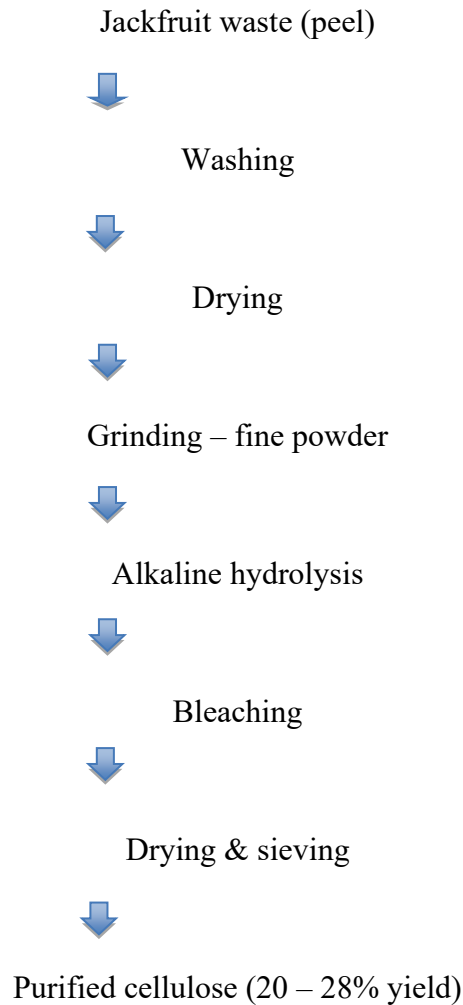 Jackfruit waste (peel)
Washing
Drying
Grinding – fine powder
Alkaline hydrolysis
Bleaching
Drying & sieving
Purified cellulose (20 – 28% yield)